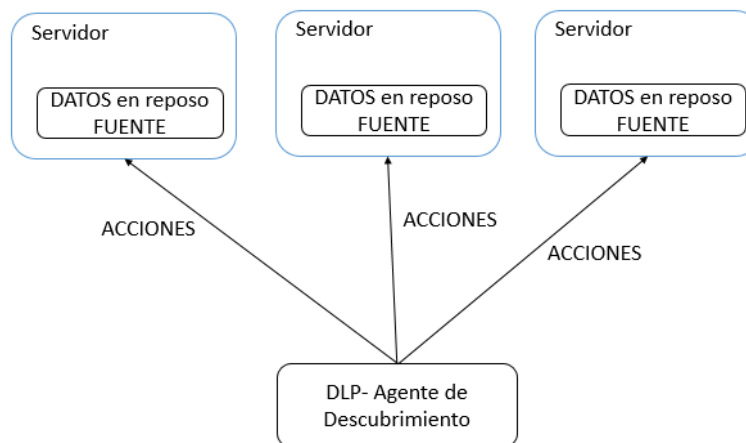 Servidor
DATOS en reposo
FUENTE
Servidor
DATOS en reposo
FUENTE
Servidor
DATOS en reposo
FUENTE
ACCIONES
ACCIONES
ACCIONES
DLP- Agente de
Descubrimiento